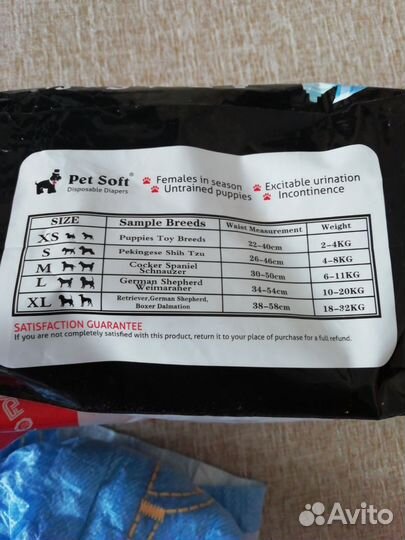 Pet Soft®
Disposable Diapers
Females in season
Untrained puppies
Excitable urination
Incontinence
SIZE Sample Breeds Waist Measurement Weight
XS Puppies Toy Breeds 22-40cm 2-4KG
S Pekingese Shih Tzu 26-46cm 4-8KG
M Cocker Spaniel Schnauzer 30-50cm 6-11KG
L German Shepherd Weimaraner 34-54cm 10-20KG
XL Retriever,German Shepherd, Boxer Dalmation 38-58cm 18-32KG
SATISFACTION GUARANTEE
If you are not completely satisfied with this product, return it to your place of purchase for a full refund.
Avito